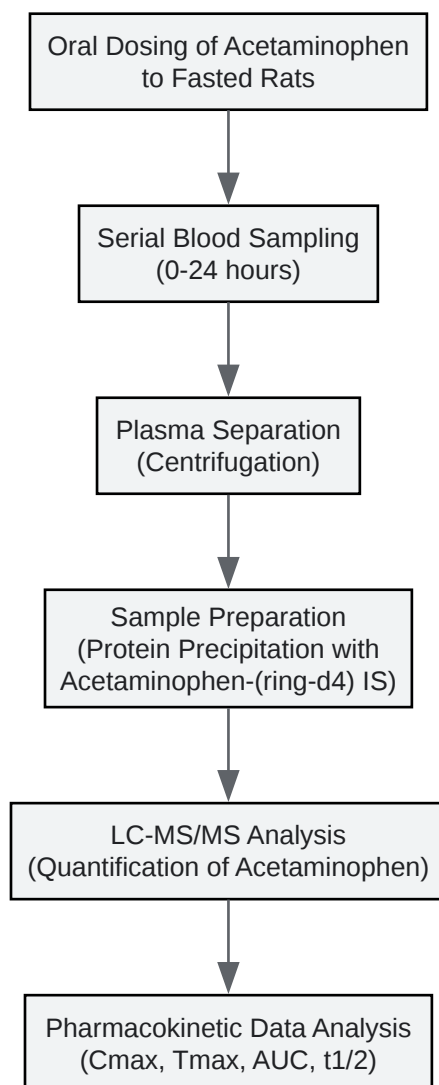 Oral Dosing of Acetaminophen
to Fasted Rats
Serial Blood Sampling
(0-24 hours)
Plasma Separation
(Centrifugation)
Sample Preparation
(Protein Precipitation with
Acetaminophen-(ring-d4) IS)
LC-MS/MS Analysis
(Quantification of Acetaminophen)
Pharmacokinetic Data Analysis
(Cmax, Tmax, AUC, t1/2)